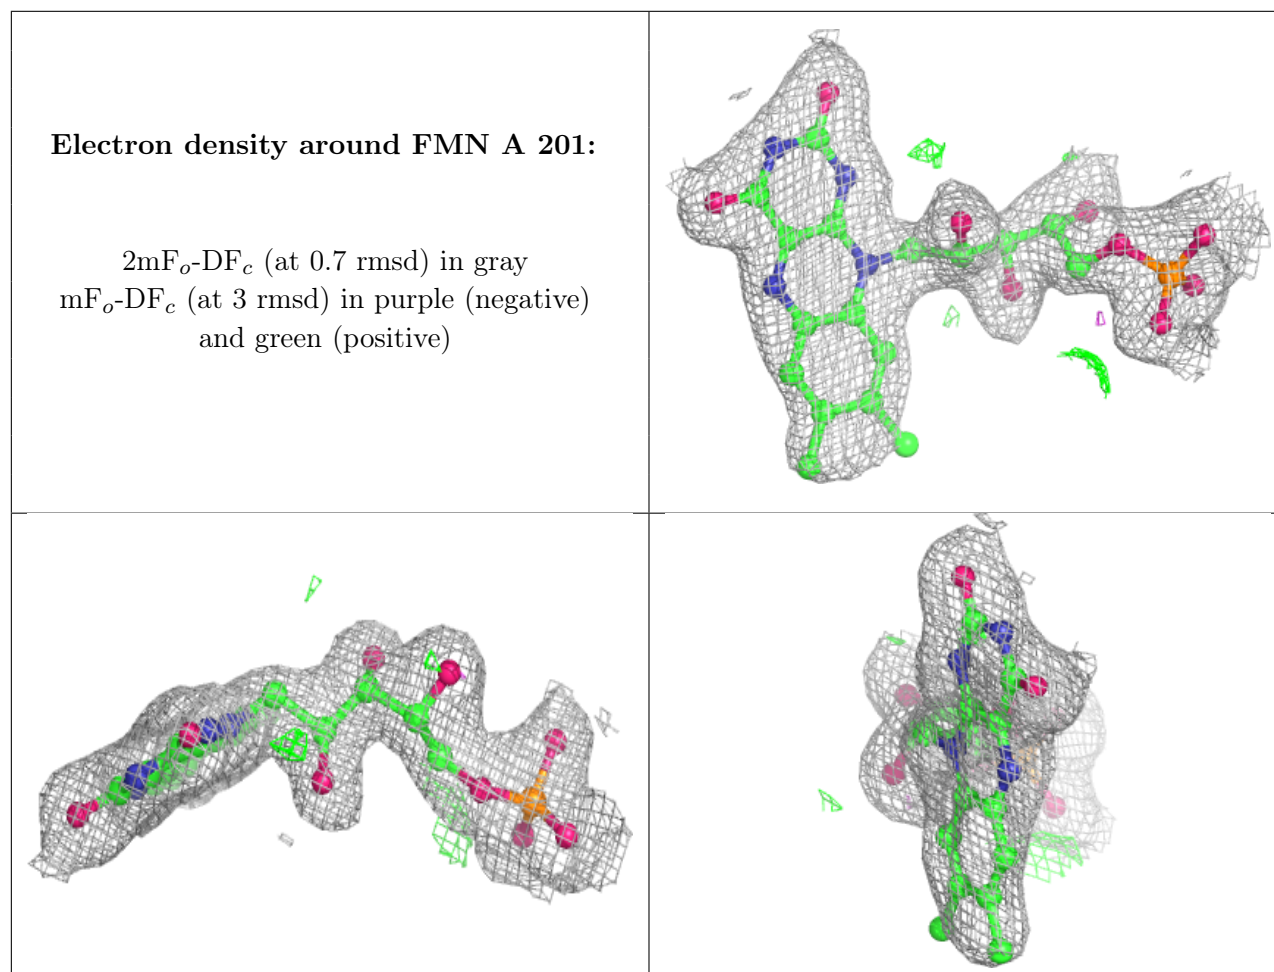 Electron density around FMN A 201:
2mFo-DFc (at 0.7 rmsd) in gray
mFo-DFc (at 3 rmsd) in purple (negative)
and green (positive)